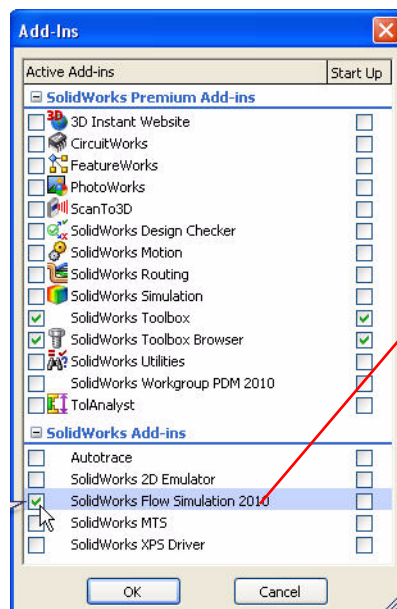 Add-Ins
Active Add-ins Start Up
SolidWorks Premium Add-ins
3D 3D Instant Website
CircuitWorks
FeatureWorks
PhotoWorks
ScanTo3D
SolidWorks Design Checker
SolidWorks Motion
SolidWorks Routing
SolidWorks Simulation
SolidWorks Toolbox
SolidWorks Toolbox Browser
SolidWorks Utilities
SolidWorks Workgroup PDM 2010
TolAnalyst
SolidWorks Add-ins
Autotrace
SolidWorks 2D Emulator
SolidWorks Flow Simulation 2010
SolidWorks MTS
SolidWorks XPS Driver
OK Cancel